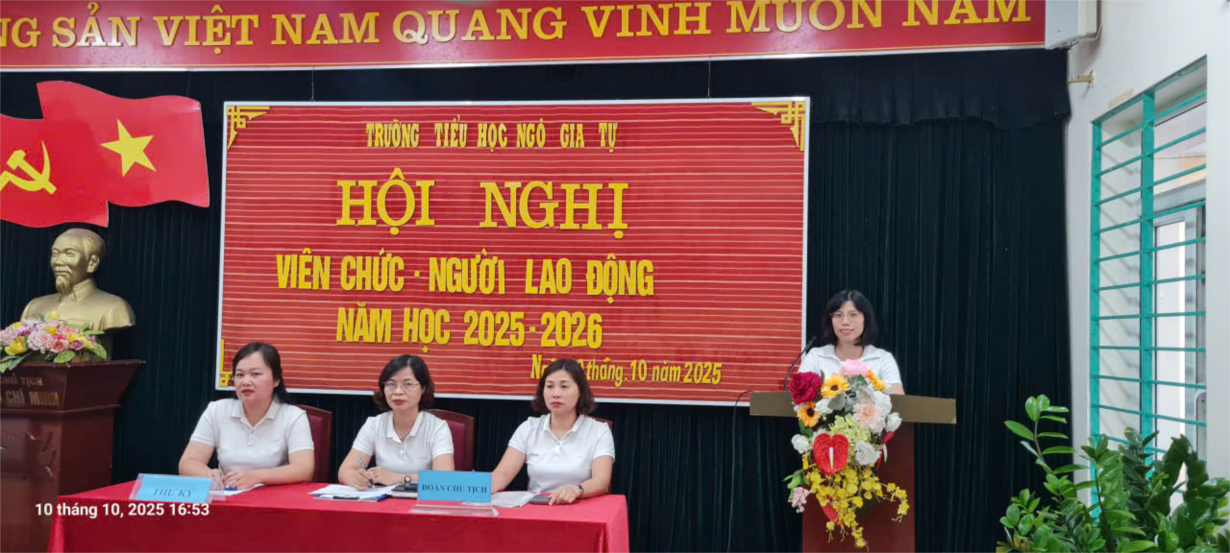 NG SẢN VIỆT NAM QUANG VINH MUÔN NĂM
TRƯỜNG TIỂU HỌC NGÔ GIA TỰ
HỘI NGHỊ
VIÊN CHỨC - NGƯỜI LAO ĐỘNG
NĂM HỌC 2025-2026
tháng 10 năm 2025
CHỦ TỊCH
CHÍ MINH
THƯ KÝ
ĐOÀN CHỦ TỊCH
10 tháng 10, 2025 16:53